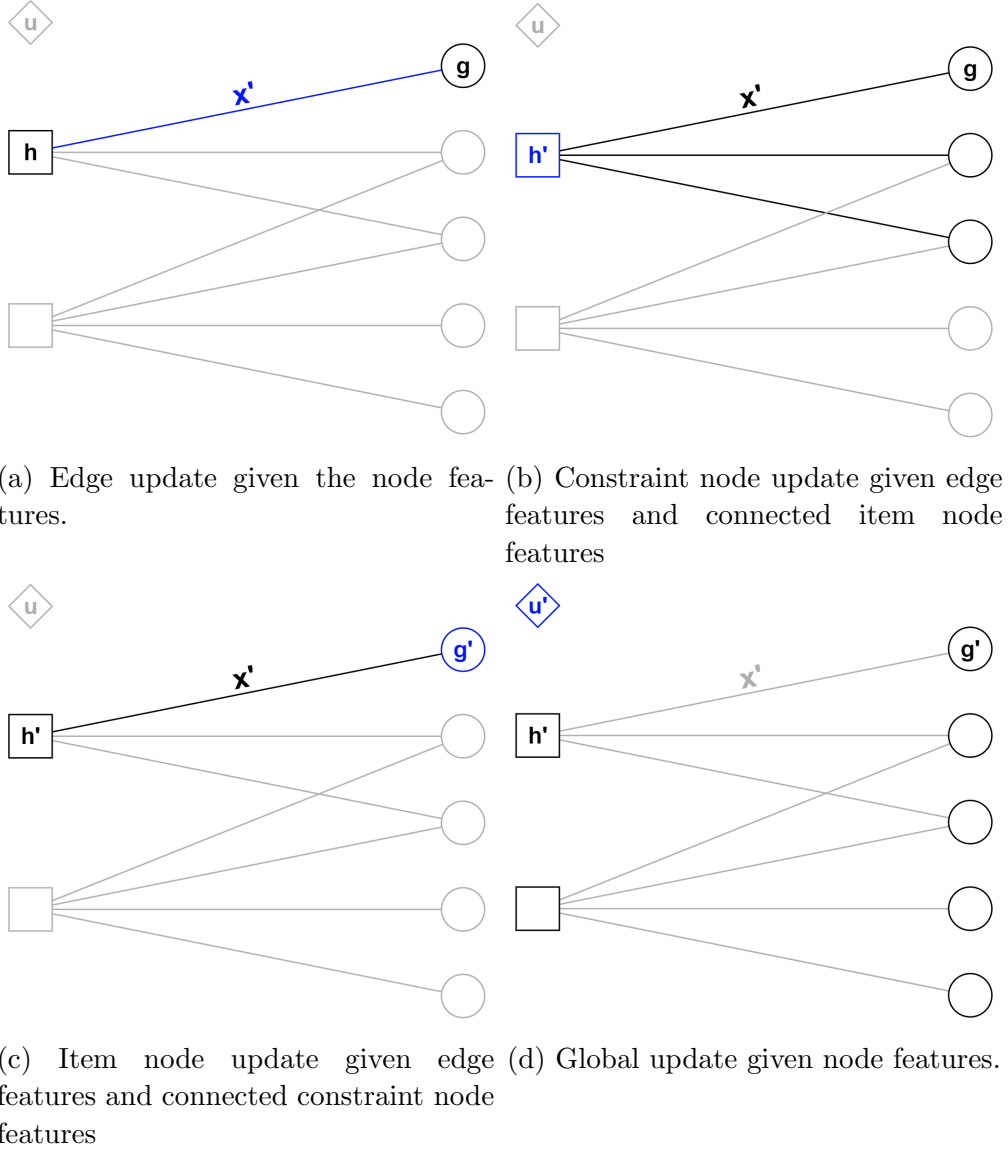 u
g
x'
h
u
g
x'
h'
(a) Edge update given the node fea-
tures.
(b) Constraint node update given edge
features and connected item node
features
u
g'
x'
h'
u'
g'
x'
h'
(c) Item node update given edge
features and connected constraint node
features
(d) Global update given node features.